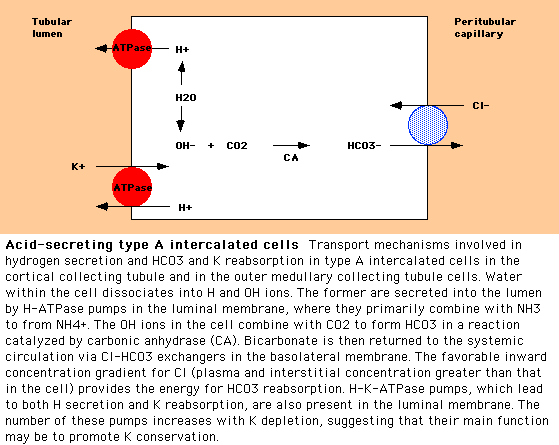 Tubular
lumen
Peritubular
capillary
ATPase
H+
H2O
Cl-
OH- + CO2
HCO3-
CA
K+
ATPase
H+
Acid-secreting type A intercalated cells Transport mechanisms involved in
hydrogen secretion and HCO3 and K reabsorption in type A intercalated cells in the
cortical collecting tubule and in the outer medullary collecting tubule cells. Water
within the cell dissociates into H and OH ions. The former are secreted into the lumen
by H-ATPase pumps in the luminal membrane, where they primarily combine with NH3
to from NH4+. The OH ions in the cell combine with CO2 to form HCO3 in a reaction
catalyzed by carbonic anhydrase (CA). Bicarbonate is then returned to the systemic
circulation via Cl-HCO3 exchangers in the basolateral membrane. The favorable inward
concentration gradient for Cl (plasma and interstitial concentration greater than that
in the cell) provides the energy for HCO3 reabsorption. H-K-ATPase pumps, which lead
to both H secretion and K reabsorption, are also present in the luminal membrane. The
number of these pumps increases with K depletion, suggesting that their main function
may be to promote K conservation.